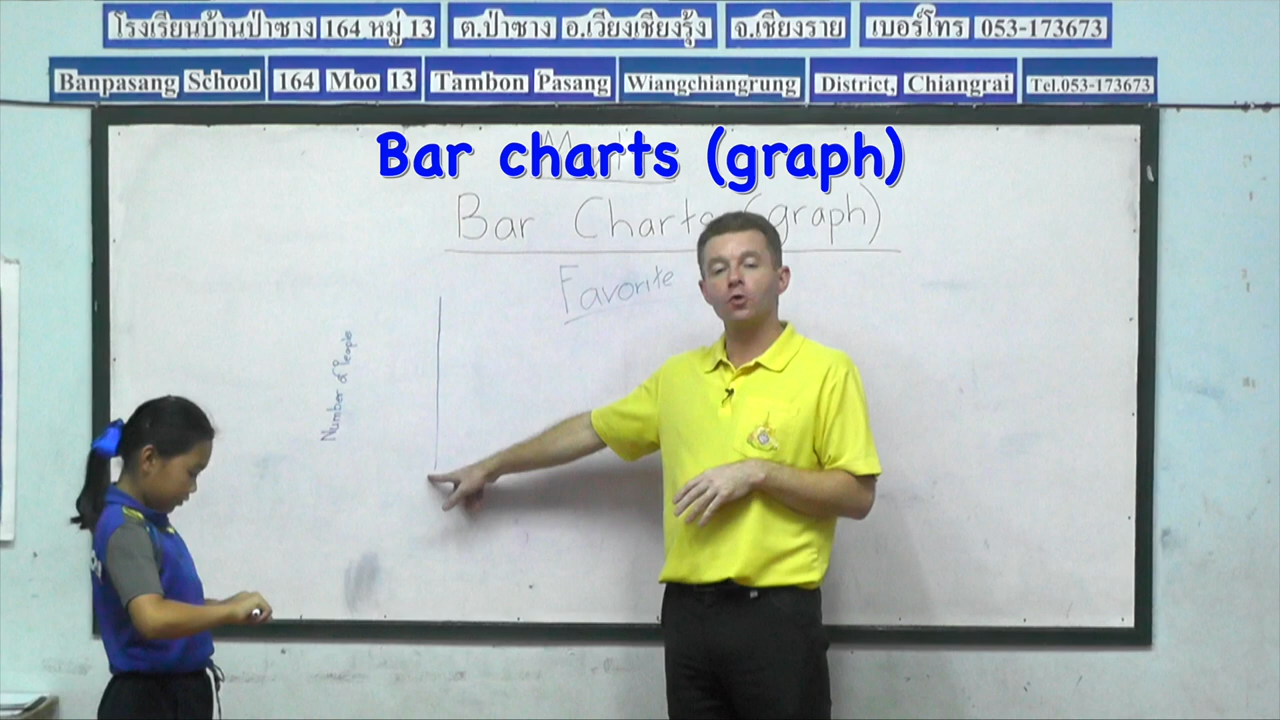 โรงเรียนบ้านป่าซาง 164 หมู่ 13 ต.ป่าซาง อ.เวียงเชียงรุ้ง จ.เชียงราย เบอร์โทร 053-173673
Banpasang School 164 Moo 13 Tambon Pasang Wiangchiangrung District, Chiangrai Tel.053-173673
Bar charts (graph)
Bar Charts (graph)
Favorite
Number of People